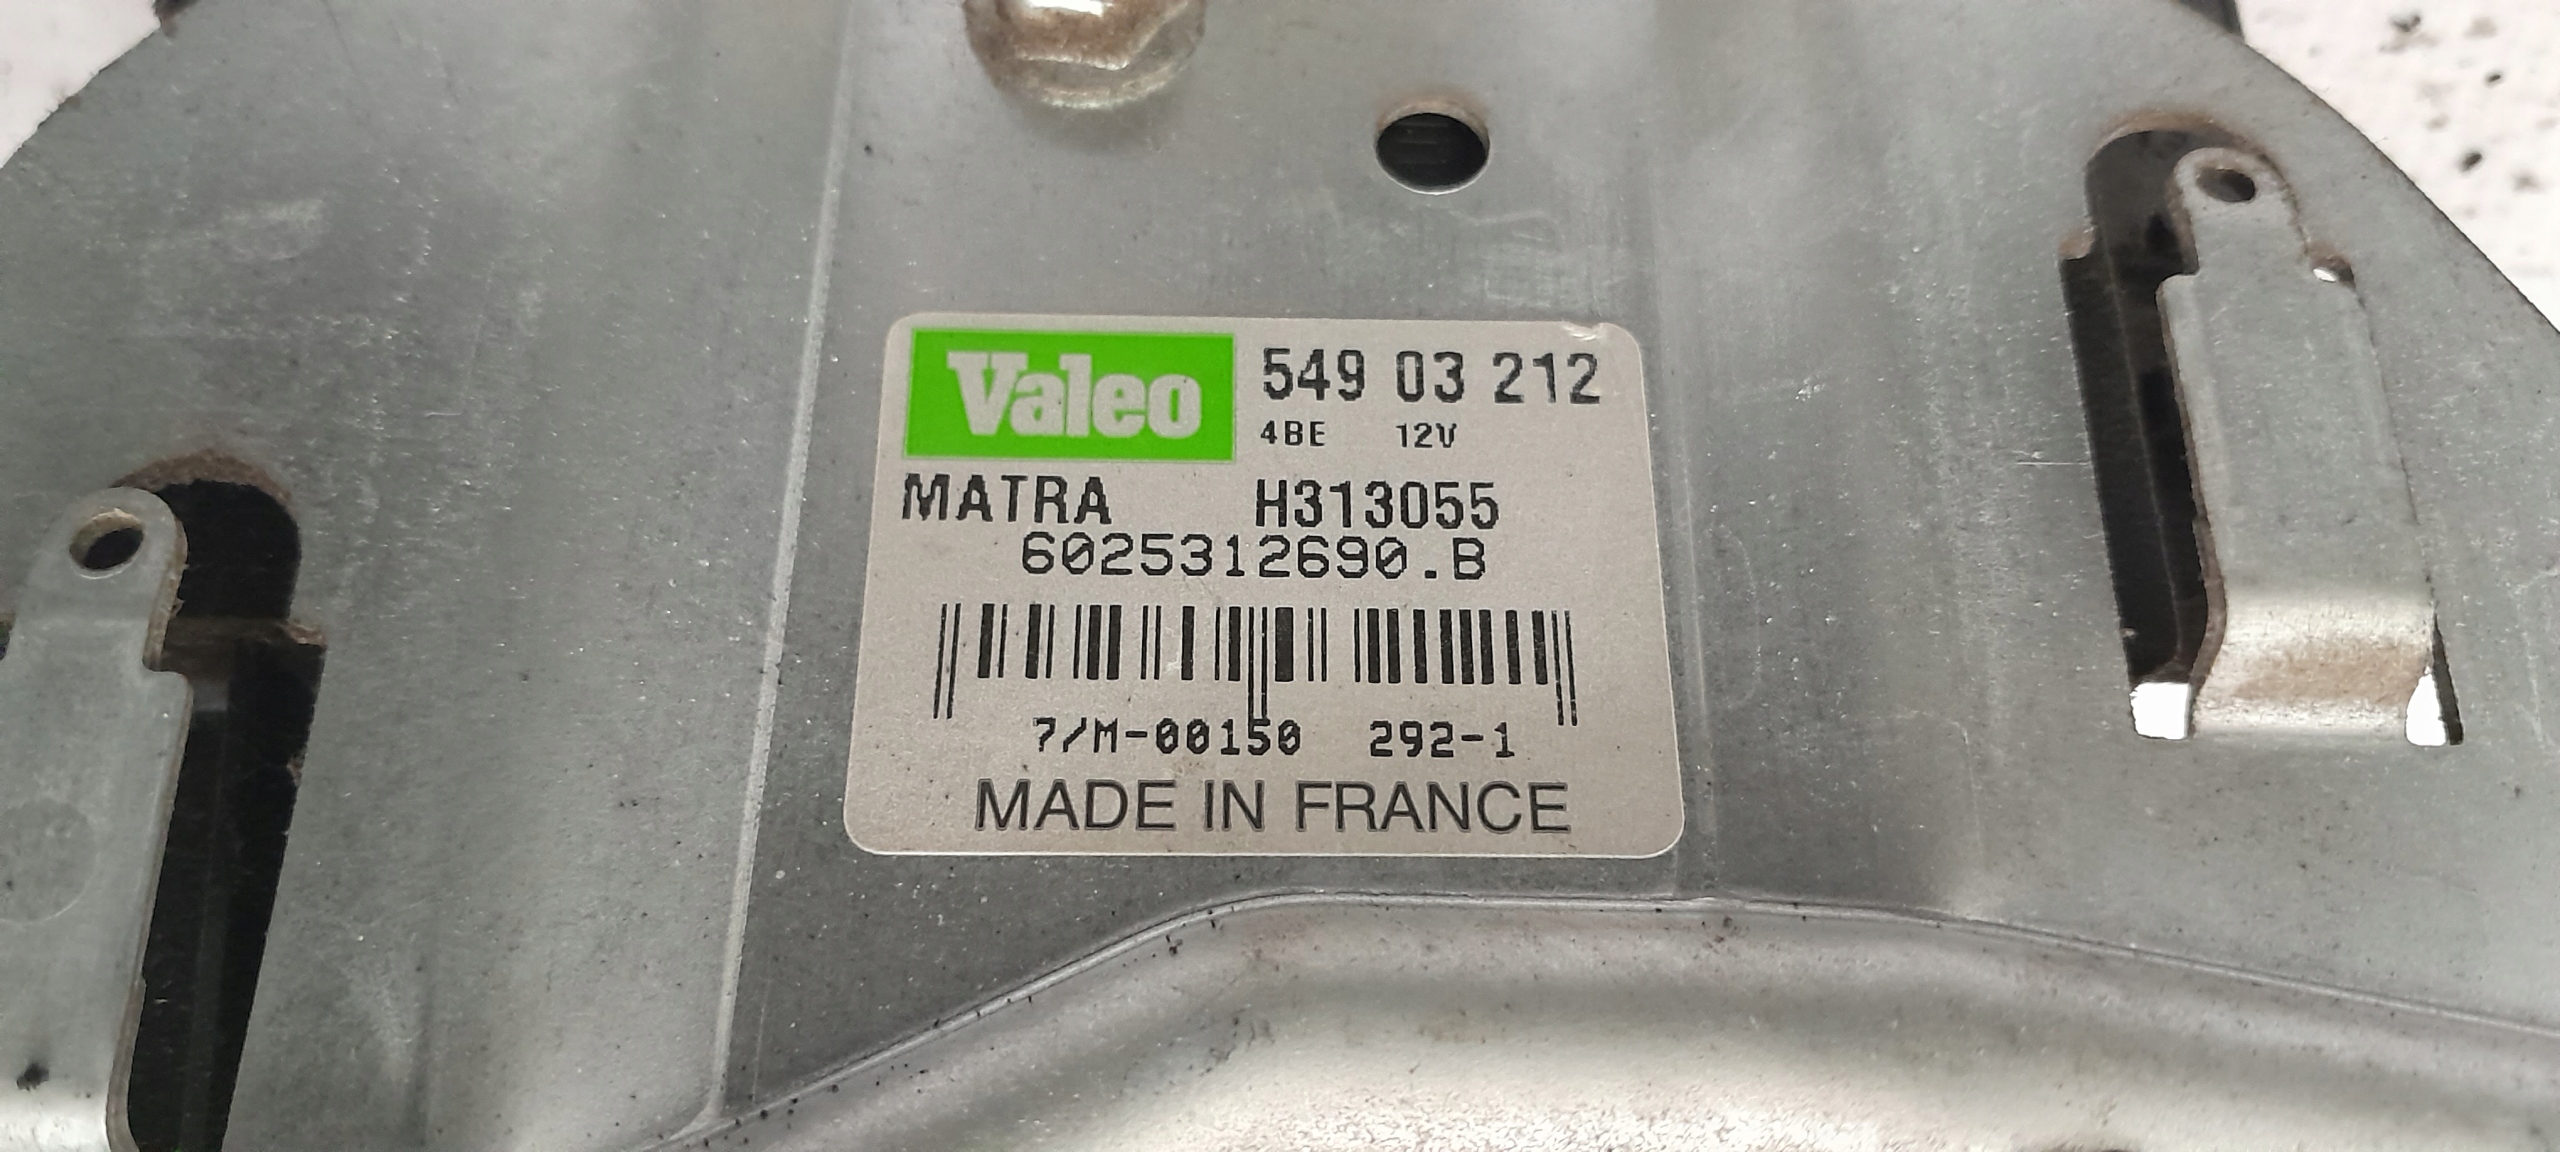 Valeo 549 03 212
4BE 12V
MATRA H313055
6025312690.B
7/M-00150 292-1
MADE IN FRANCE